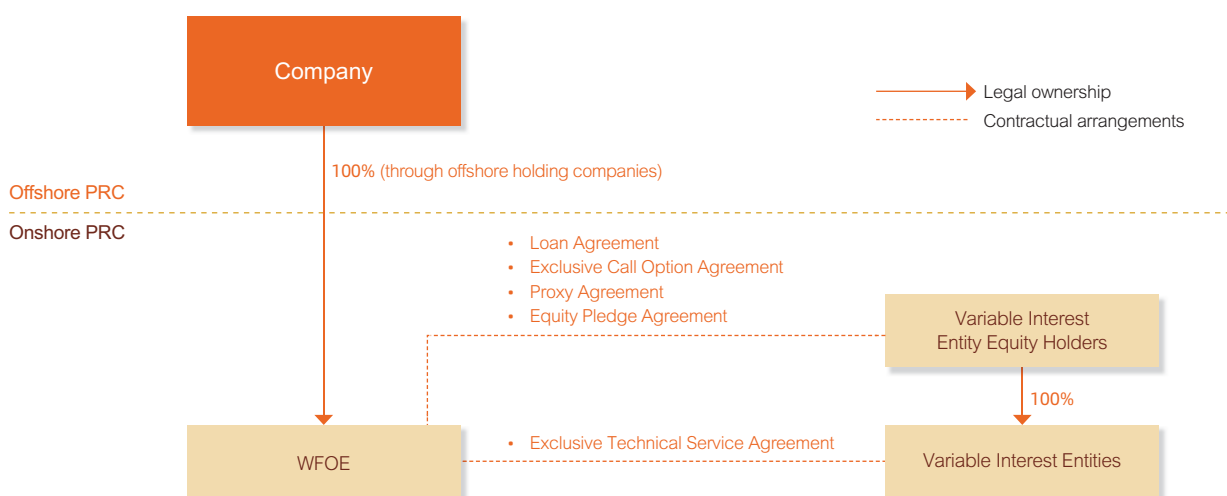 Company
Legal ownership
Contractual arrangements
100% (through offshore holding companies)
Offshore PRC
Onshore PRC
• Loan Agreement
• Exclusive Call Option Agreement
• Proxy Agreement
• Equity Pledge Agreement
Variable Interest
Entity Equity Holders
100%
WFOE
• Exclusive Technical Service Agreement
Variable Interest Entities